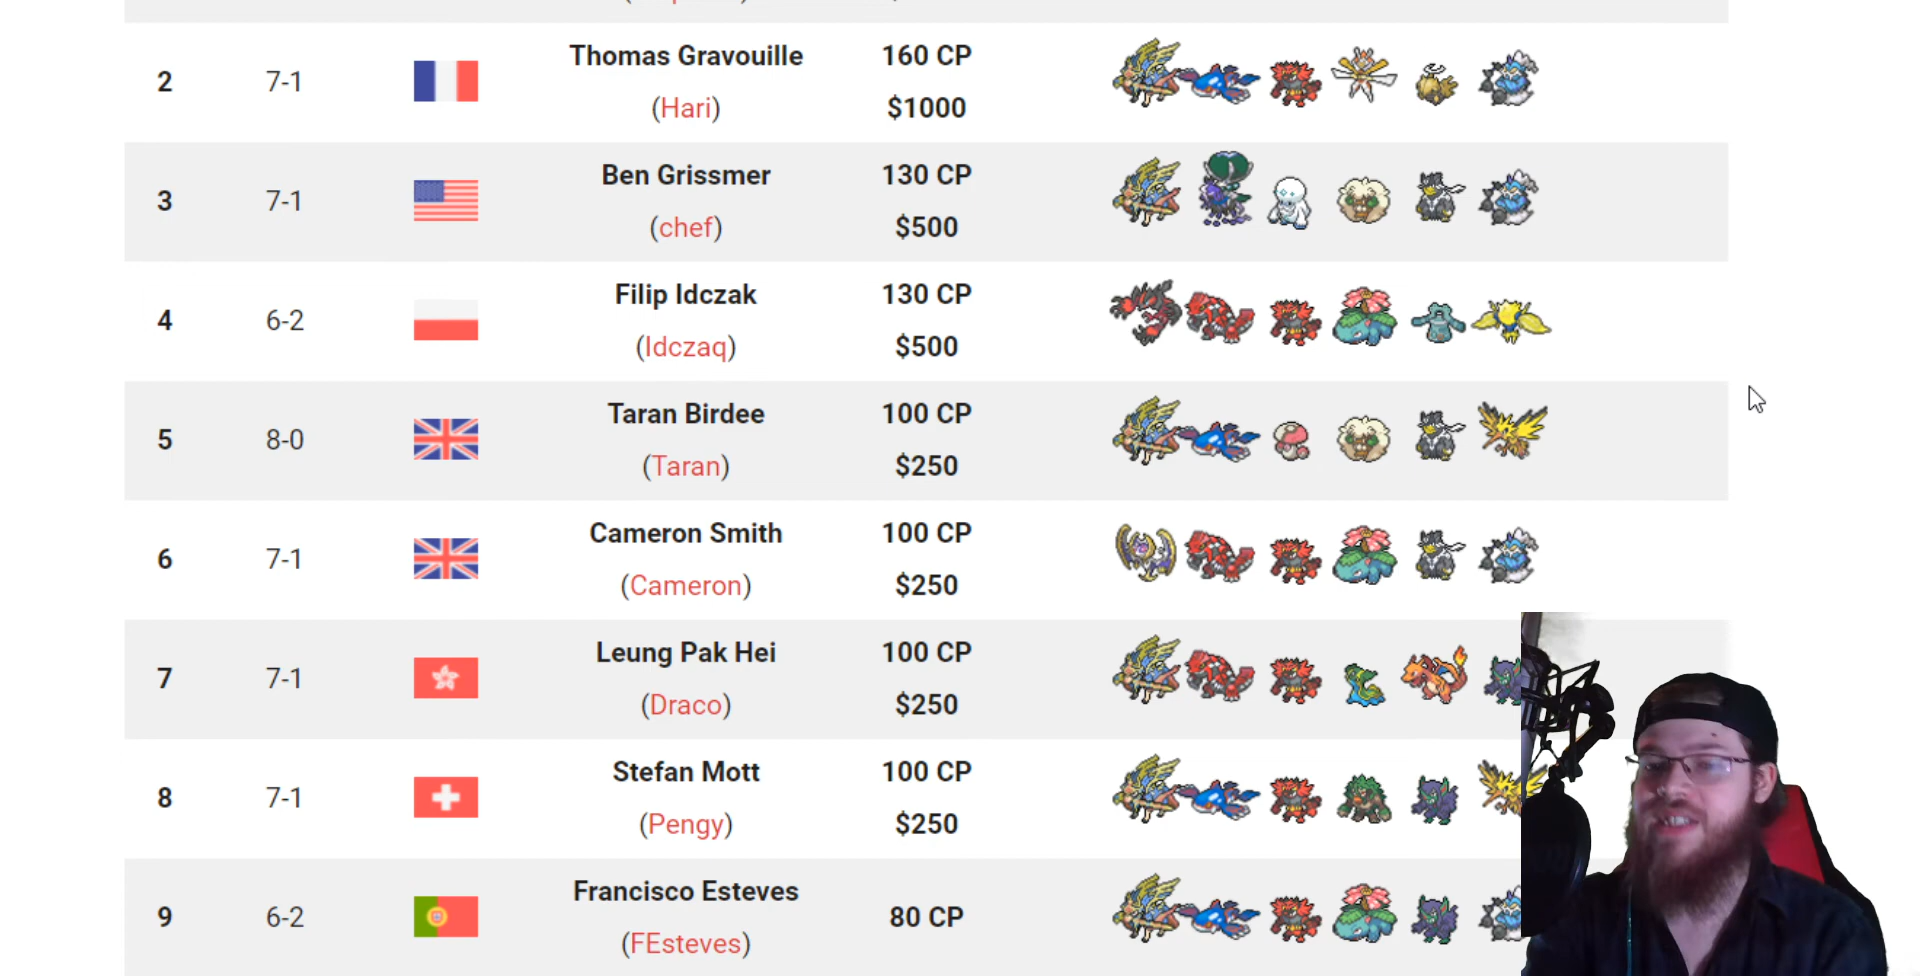 2 7-1 Thomas Gravouille 160 CP
(Hari) $1000
3 7-1 Ben Grissmer 130 CP
(chef) $500
4 6-2 Filip Idczak 130 CP
(Idczaq) $500
5 8-0 Taran Birdee 100 CP
(Taran) $250
6 7-1 Cameron Smith 100 CP
(Cameron) $250
7 7-1 Leung Pak Hei 100 CP
(Draco) $250
8 7-1 Stefan Mott 100 CP
(Pengy) $250
9 6-2 Francisco Esteves 80 CP
(FEsteves)